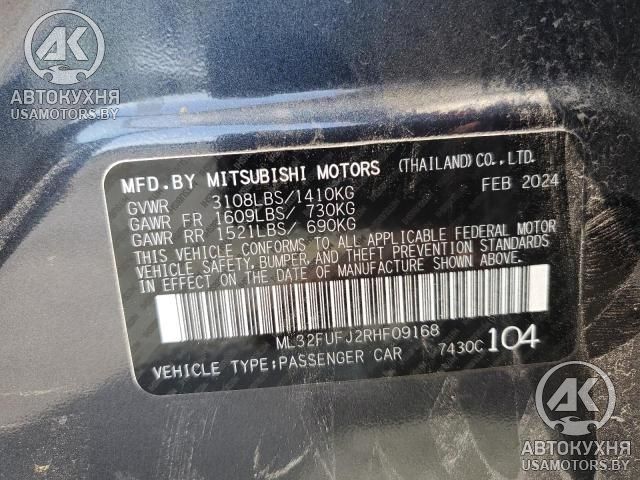 АК
АВТОКУХНЯ
USAMOTORS.BY
MFD.BY MITSUBISHI MOTORS (THAILAND)CO.,LTD.
GVWR 3108LBS/1410KG FEB 2024
GAWR FR 1609LBS/ 730KG
GAWR RR 1521LBS/ 690KG
THIS VEHICLE CONFORMS TO ALL APPLICABLE FEDERAL MOTOR
VEHICLE SAFETY,BUMPER,AND THEFT PREVENTION STANDARDS
IN EFFECT ON THE DATE OF MANUFACTURE SHOWN ABOVE.
ML32FUFJ2RHF09168
VEHICLE TYPE;PASSENGER CAR 7430C 104
АК
АВТОКУХНЯ
USAMOTORS.BY